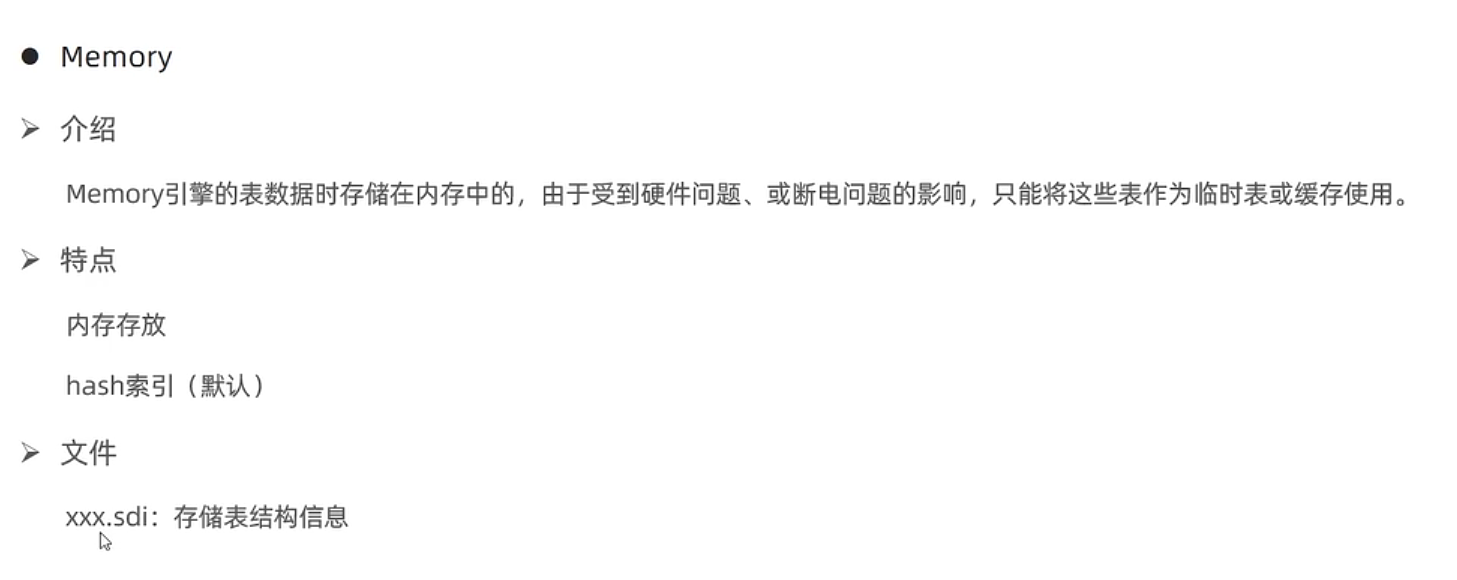 ● Memory
➢ 介绍
Memory引擎的表数据时存储在内存中的，由于受到硬件问题、或断电问题的影响，只能将这些表作为临时表或缓存使用。
➢ 特点
内存存放
hash索引（默认）
➢ 文件
xxx.sdi：存储表结构信息